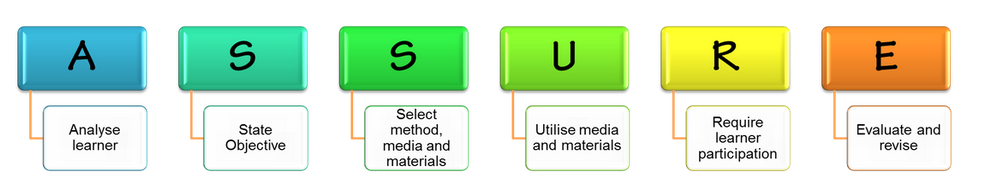 A
S
S
U
R
E
Analyse
learner
State
Objective
Select
method,
media and
materials
Utilise media
and materials
Require
learner
participation
Evaluate and
revise